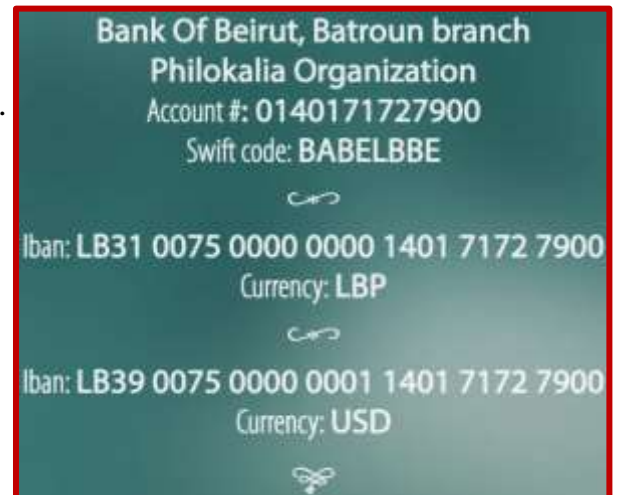 Bank Of Beirut, Batroun branch
Philokalia Organization
Account #: 0140171727900
Swift code: BABELBBE
Iban: LB31 0075 0000 0000 1401 7172 7900
Currency: LBP
Iban: LB39 0075 0000 0001 1401 7172 7900
Currency: USD